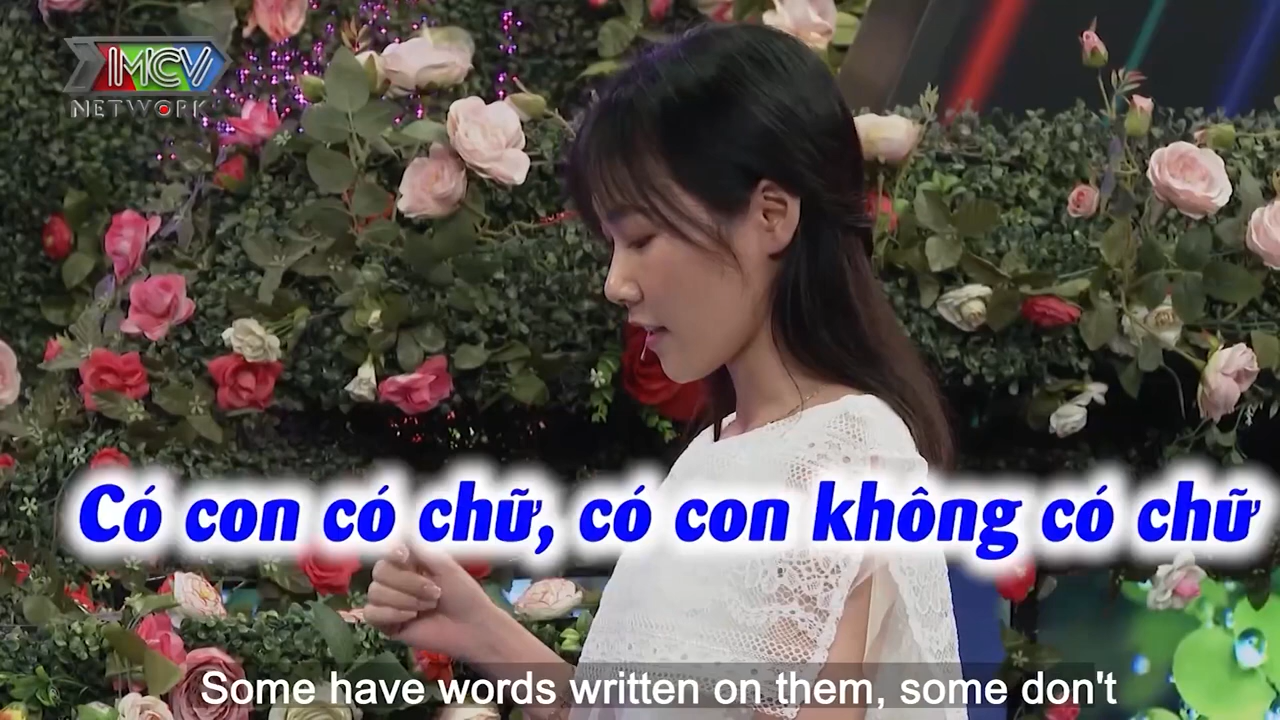 MCV
NETWORK
Có con có chữ, có con không có chữ
Some have words written on them, some don't